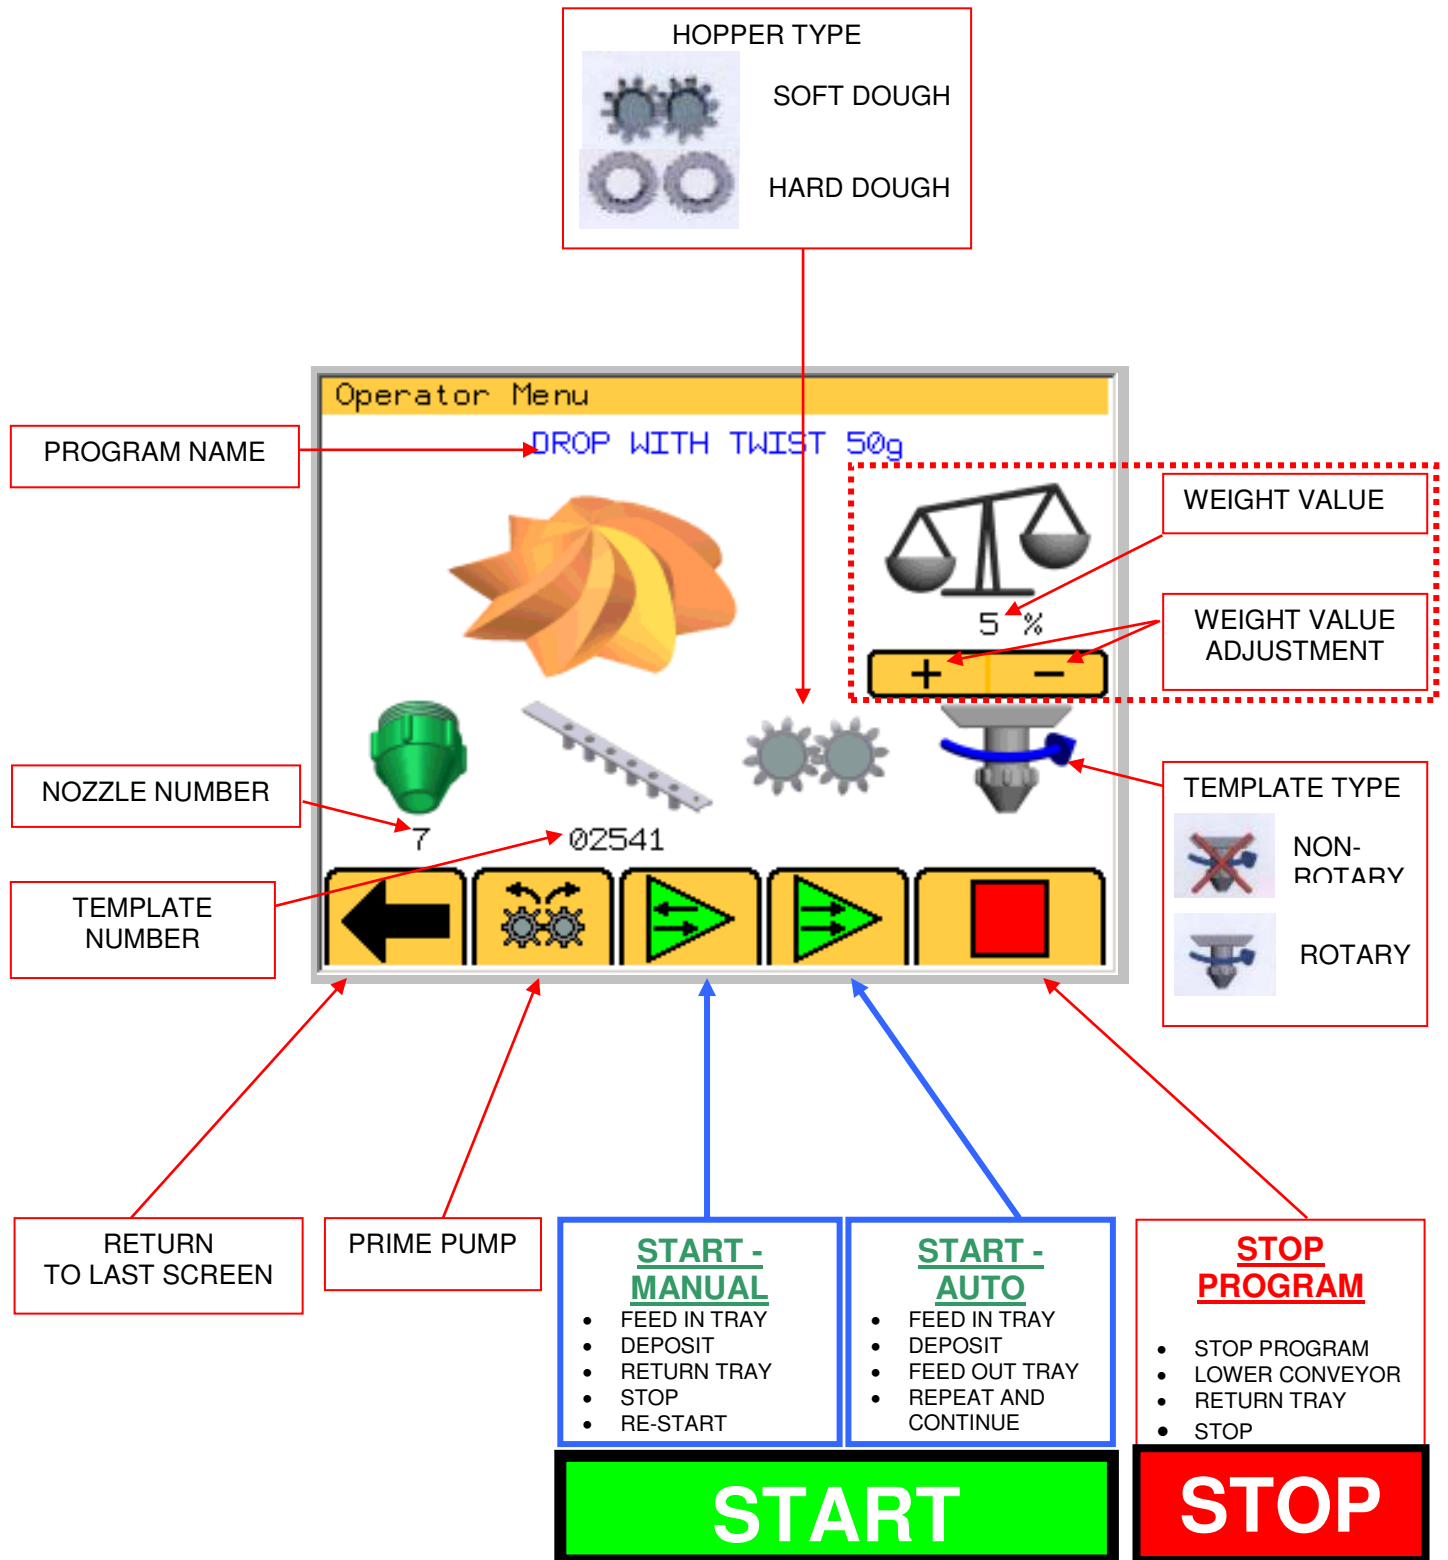 HOPPER TYPE
SOFT DOUGH
HARD DOUGH
Operator Menu
DROP WITH TWIST 50g
PROGRAM NAME
WEIGHT VALUE
5 %
WEIGHT VALUE
ADJUSTMENT
+ −
NOZZLE NUMBER
7
02541
TEMPLATE
NUMBER
TEMPLATE TYPE
NON-
ROTARY
ROTARY
RETURN
TO LAST SCREEN
PRIME PUMP
START -
MANUAL
• FEED IN TRAY
• DEPOSIT
• RETURN TRAY
• STOP
• RE-START
START -
AUTO
• FEED IN TRAY
• DEPOSIT
• FEED OUT TRAY
• REPEAT AND
CONTINUE
STOP
PROGRAM
• STOP PROGRAM
• LOWER CONVEYOR
• RETURN TRAY
• STOP
START
STOP